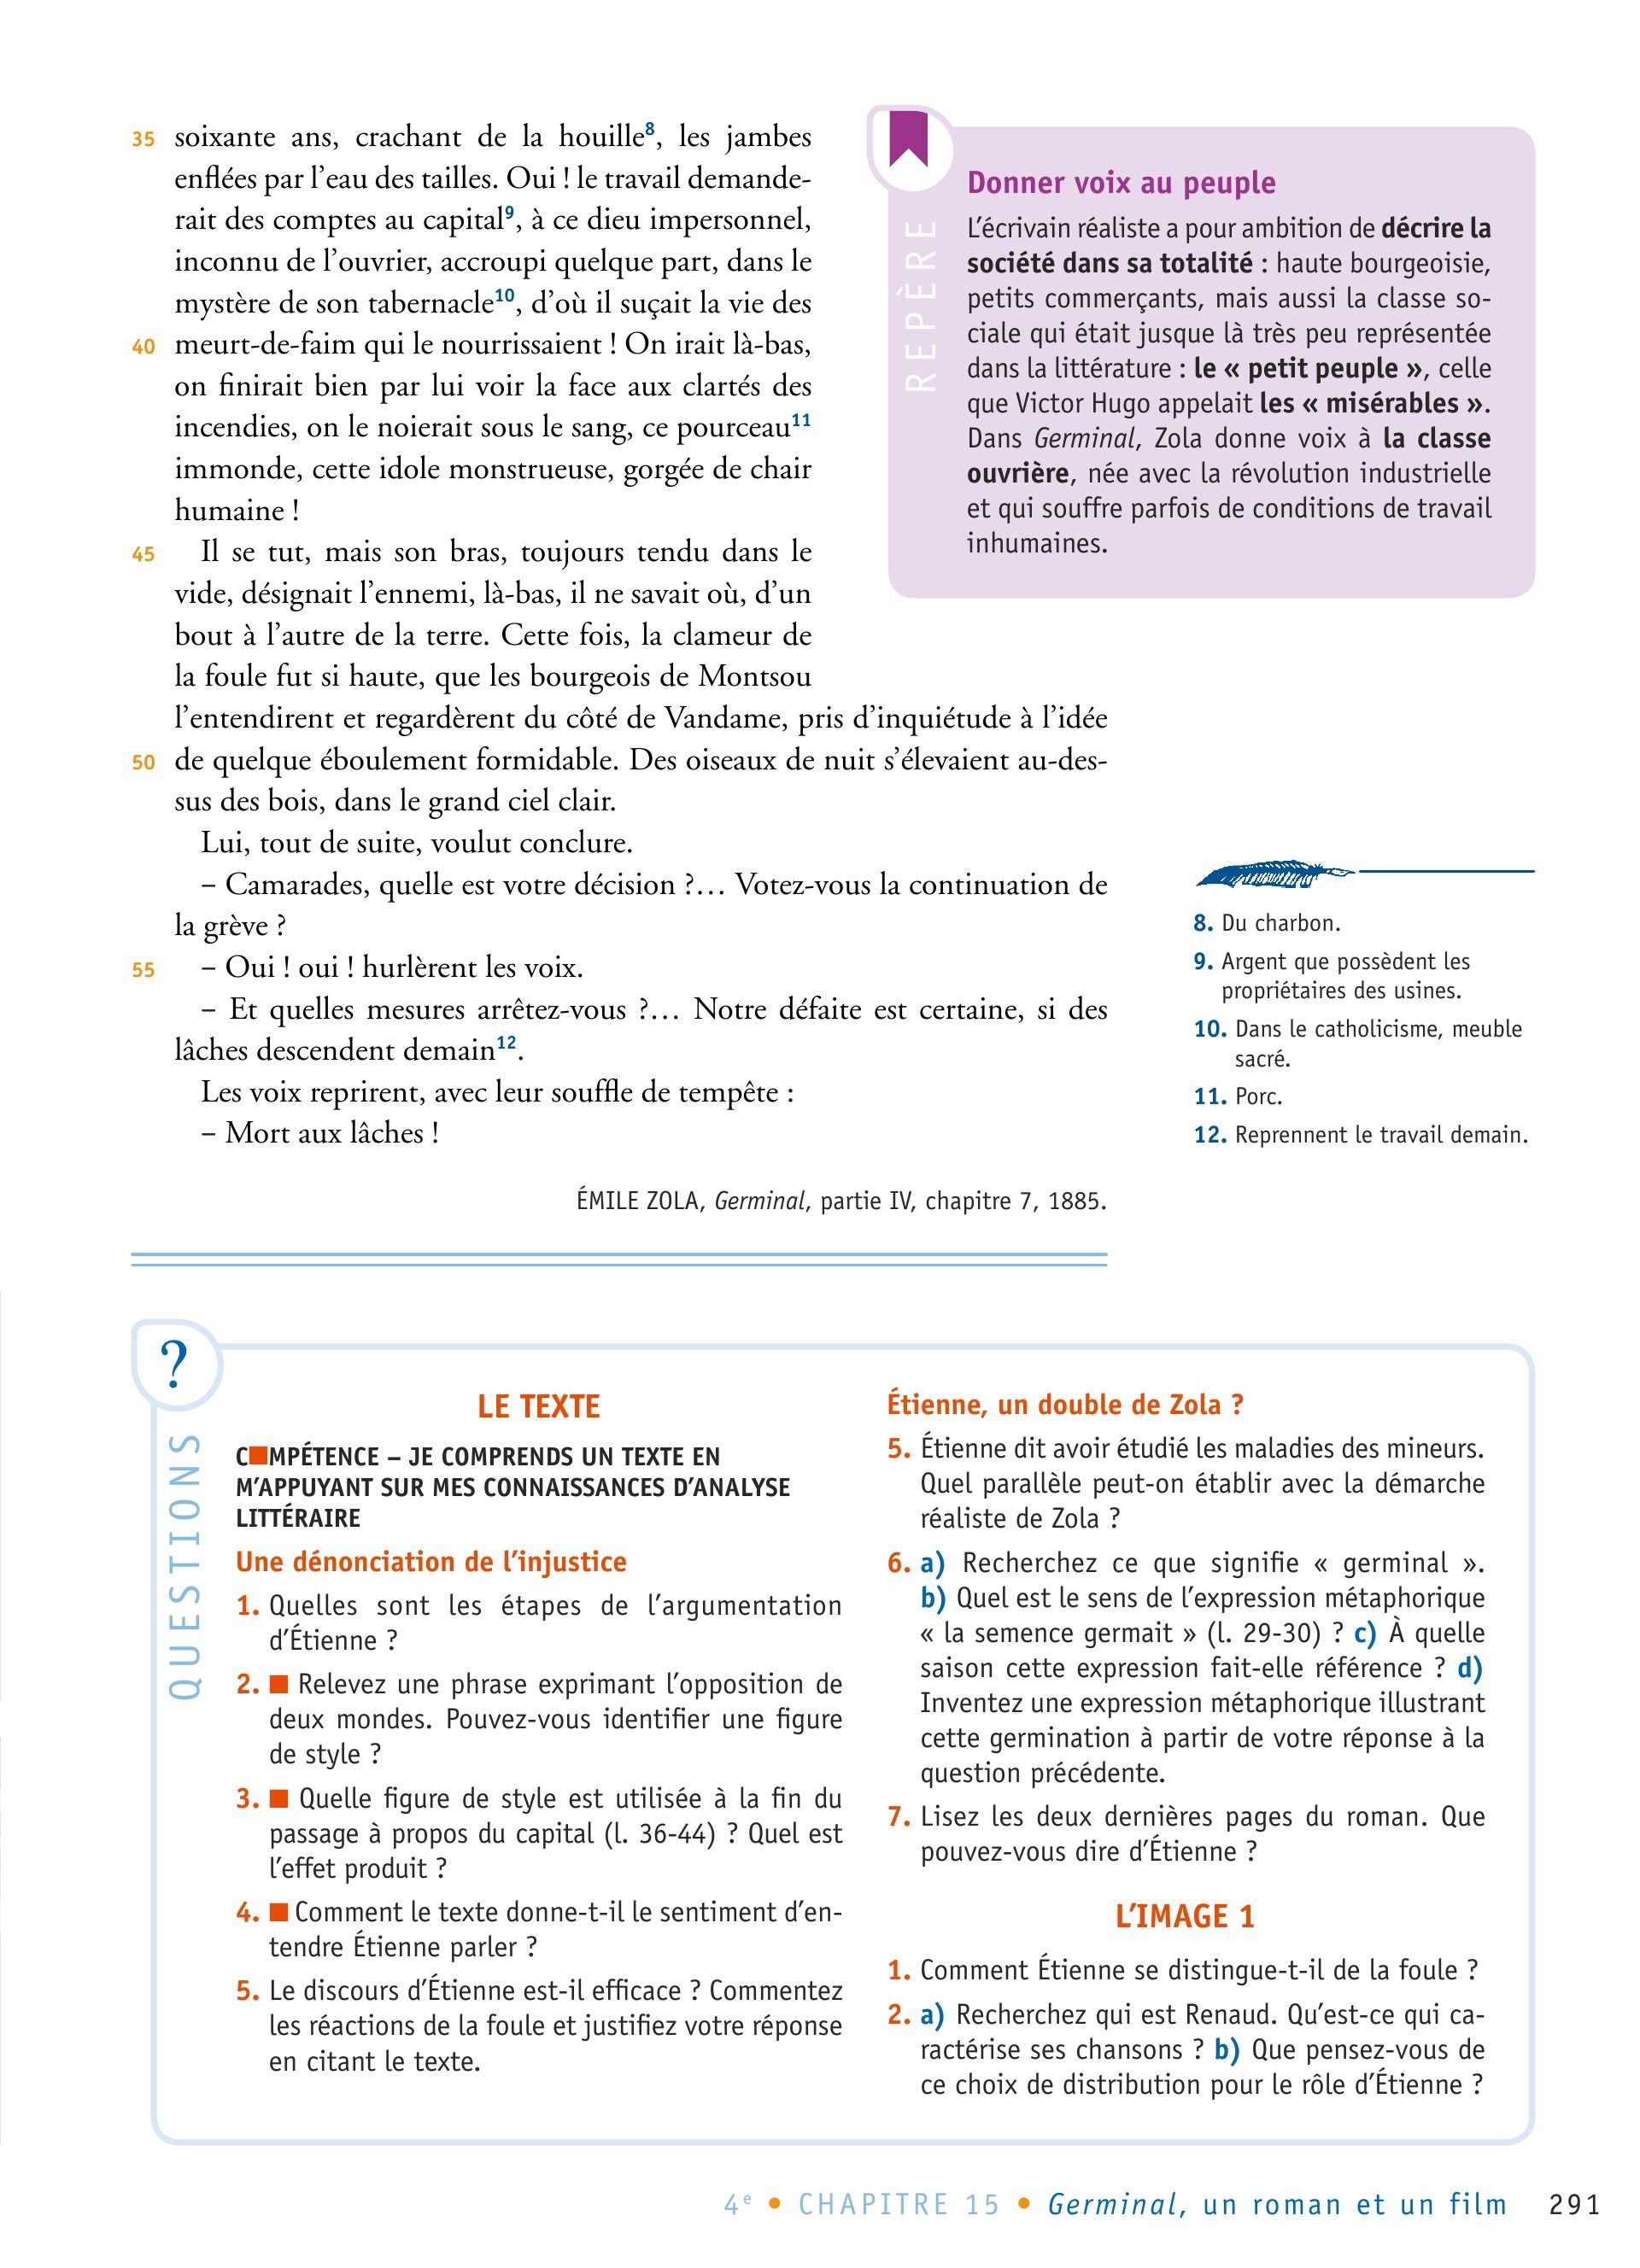 35 soixante ans, crachant de la houille8, les jambes
enflées par l’eau des tailles. Oui ! le travail demande-
rait des comptes au capital9, à ce dieu impersonnel,
inconnu de l’ouvrier, accroupi quelque part, dans le
mystère de son tabernacle10, d’où il suçait la vie des
40 meurt-de-faim qui le nourrissaient ! On irait là-bas,
on finirait bien par lui voir la face aux clartés des
incendies, on le noierait sous le sang, ce pourceau11
immonde, cette idole monstrueuse, gorgée de chair
humaine !
45 Il se tut, mais son bras, toujours tendu dans le
vide, désignait l’ennemi, là-bas, il ne savait où, d’un
bout à l’autre de la terre. Cette fois, la clameur de
la foule fut si haute, que les bourgeois de Montsou
l’entendirent et regardèrent du côté de Vandame, pris d’inquiétude à l’idée
50 de quelque éboulement formidable. Des oiseaux de nuit s’élevaient au-des-
sus des bois, dans le grand ciel clair.
Lui, tout de suite, voulut conclure.
– Camarades, quelle est votre décision ?… Votez-vous la continuation de
la grève ?
55 – Oui ! oui ! hurlèrent les voix.
– Et quelles mesures arrêtez-vous ?… Notre défaite est certaine, si des
lâches descendent demain12.
Les voix reprirent, avec leur souffle de tempête :
– Mort aux lâches !
ÉMILE ZOLA, Germinal, partie IV, chapitre 7, 1885.
REPÈRE
Donner voix au peuple
L’écrivain réaliste a pour ambition de décrire la
société dans sa totalité : haute bourgeoisie,
petits commerçants, mais aussi la classe so-
ciale qui était jusque là très peu représentée
dans la littérature : le « petit peuple », celle
que Victor Hugo appelait les « misérables ».
Dans Germinal, Zola donne voix à la classe
ouvrière, née avec la révolution industrielle
et qui souffre parfois de conditions de travail
inhumaines.
8. Du charbon.
9. Argent que possèdent les
propriétaires des usines.
10. Dans le catholicisme, meuble
sacré.
11. Porc.
12. Reprennent le travail demain.
?
QUESTIONS
LE TEXTE
C■MPÉTENCE – JE COMPRENDS UN TEXTE EN
M’APPUYANT SUR MES CONNAISSANCES D’ANALYSE
LITTÉRAIRE
Une dénonciation de l’injustice
1. Quelles sont les étapes de l’argumentation
d’Étienne ?
2. ■ Relevez une phrase exprimant l’opposition de
deux mondes. Pouvez-vous identifier une figure
de style ?
3. ■ Quelle figure de style est utilisée à la fin du
passage à propos du capital (l. 36-44) ? Quel est
l’effet produit ?
4. ■ Comment le texte donne-t-il le sentiment d’en-
tendre Étienne parler ?
5. Le discours d’Étienne est-il efficace ? Commentez
les réactions de la foule et justifiez votre réponse
en citant le texte.
Étienne, un double de Zola ?
5. Étienne dit avoir étudié les maladies des mineurs.
Quel parallèle peut-on établir avec la démarche
réaliste de Zola ?
6. a) Recherchez ce que signifie « germinal ».
b) Quel est le sens de l’expression métaphorique
« la semence germait » (l. 29-30) ? c) À quelle
saison cette expression fait-elle référence ? d)
Inventez une expression métaphorique illustrant
cette germination à partir de votre réponse à la
question précédente.
7. Lisez les deux dernières pages du roman. Que
pouvez-vous dire d’Étienne ?
L’IMAGE 1
1. Comment Étienne se distingue-t-il de la foule ?
2. a) Recherchez qui est Renaud. Qu’est-ce qui ca-
ractérise ses chansons ? b) Que pensez-vous de
ce choix de distribution pour le rôle d’Étienne ?
4e • CHAPITRE 15 • Germinal, un roman et un film 291